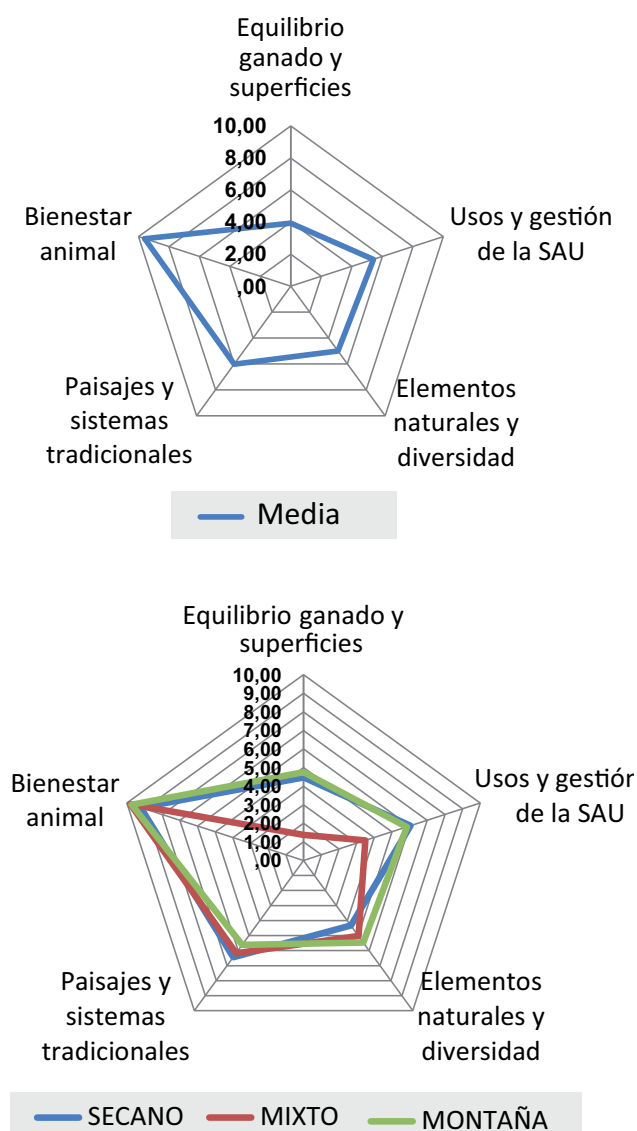 Equilibrio
ganado y
superficies
10,00
8,00
6,00
4,00
2,00
,00
Bienestar
animal
Usos y gestión
de la SAU
Paisajes y
sistemas
tradicionales
Elementos
naturales y
diversidad
Media
Equilibrio ganado y
superficies
10,00
9,00
8,00
7,00
6,00
5,00
4,00
3,00
2,00
1,00
,00
Bienestar
animal
Usos y gestión
de la SAU
Paisajes y
sistemas
tradicionales
Elementos
naturales y
diversidad
SECANO MIXTO MONTAÑA